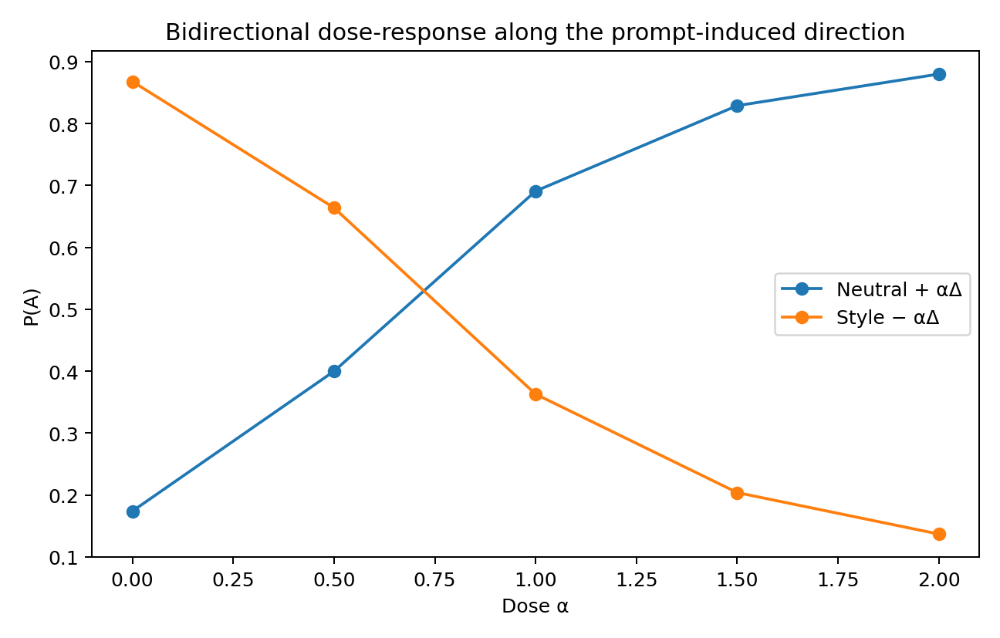 Bidirectional dose-response along the prompt-induced direction
0.9
0.8
0.7
0.6
0.5
0.4
0.3
0.2
0.1
P(A)
Neutral + αΔ
Style − αΔ
0.00 0.25 0.50 0.75 1.00 1.25 1.50 1.75 2.00
Dose α